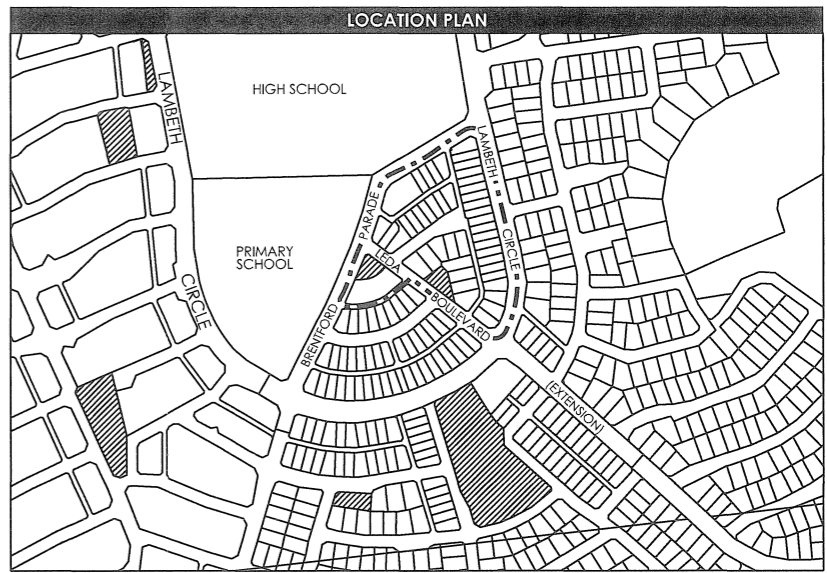 LOCATION PLAN
HIGH SCHOOL
LAMBETH
CIRCLE
PRIMARY
SCHOOL
BRENTFORD
PARADE
LEDA
BOULEVARD
LAMBETH
CIRCLE
(EXTENSION)